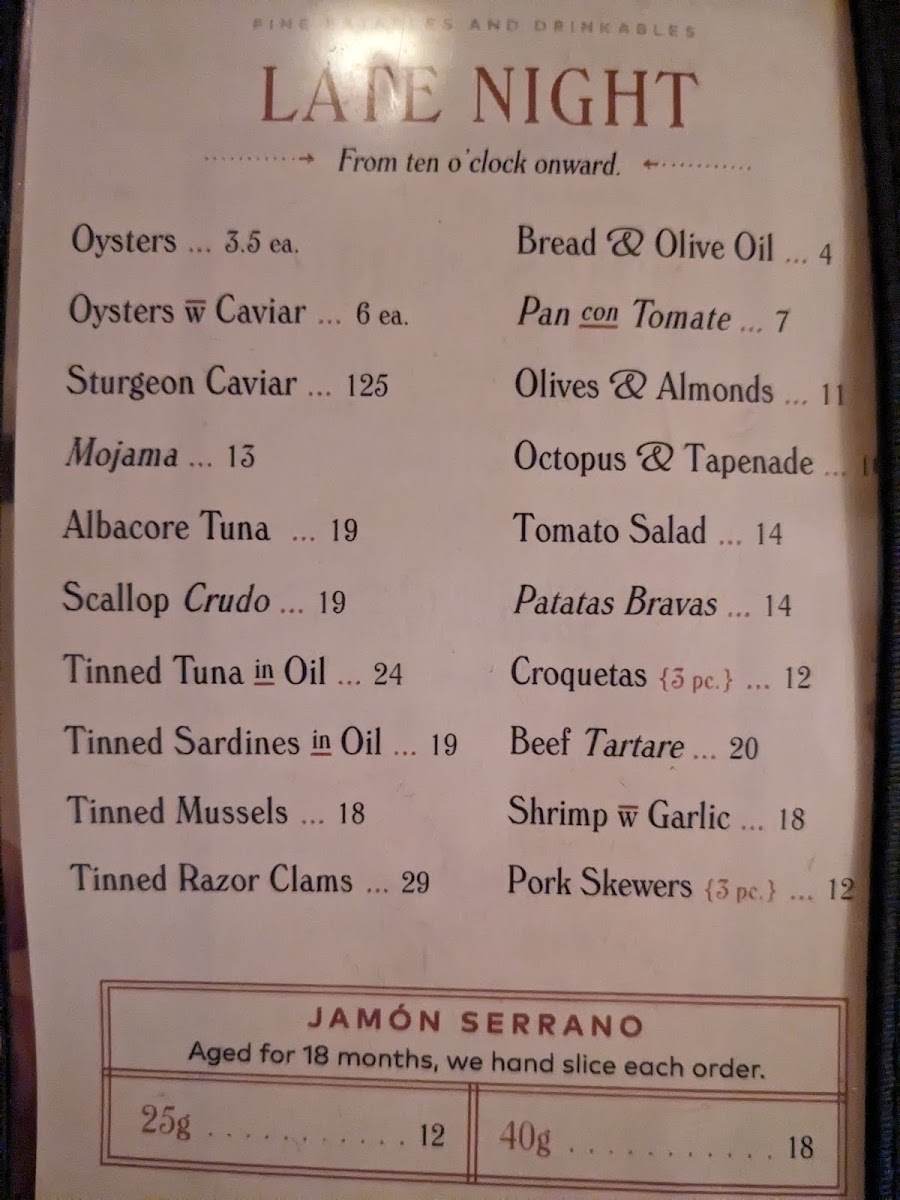 FINE EATABLES AND DRINKABLES
LATE NIGHT
From ten o'clock onward.
Oysters ... 3.5 ea.
Oysters w̅ Caviar ... 6 ea.
Sturgeon Caviar ... 125
Mojama ... 13
Albacore Tuna ... 19
Scallop Crudo ... 19
Tinned Tuna in Oil ... 24
Tinned Sardines in Oil ... 19
Tinned Mussels ... 18
Tinned Razor Clams ... 29
Bread & Olive Oil ... 4
Pan con Tomate ... 7
Olives & Almonds ... 11
Octopus & Tapenade ...
Tomato Salad ... 14
Patatas Bravas ... 14
Croquetas {3 pc.} ... 12
Beef Tartare ... 20
Shrimp w̅ Garlic ... 18
Pork Skewers {3 pc.} ... 12
JAMÓN SERRANO
Aged for 18 months, we hand slice each order.
25g ........... 12
40g ............ 18